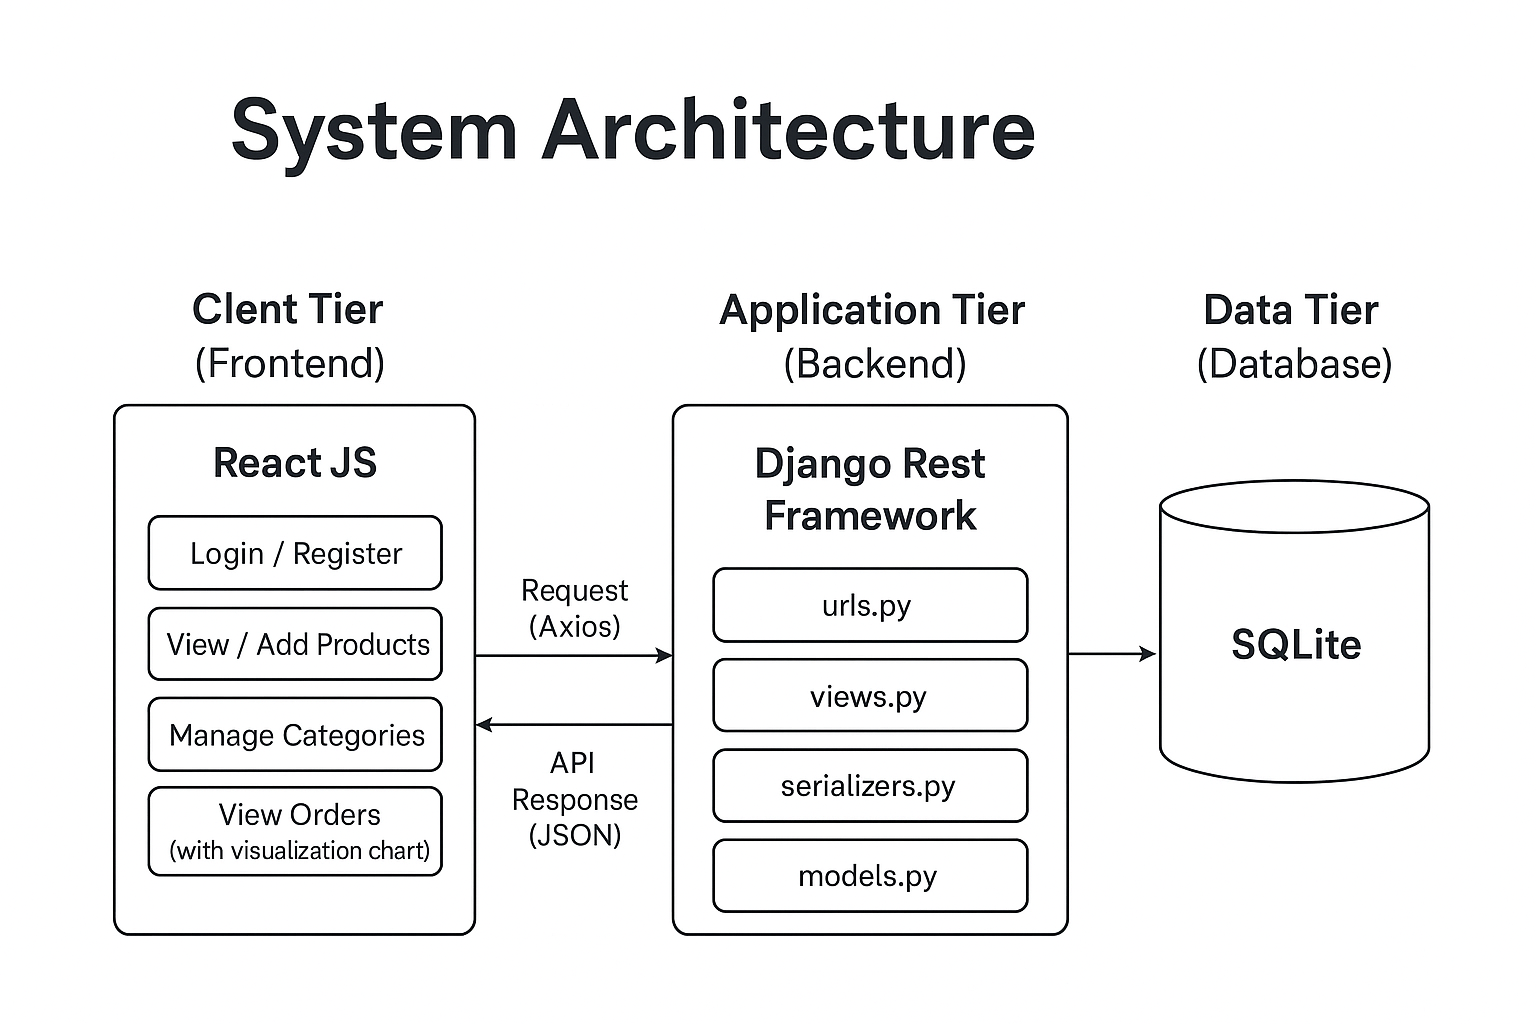 System Architecture
Clent Tier
(Frontend)
React JS
Login / Register
View / Add Products
Manage Categories
View Orders
(with visualization chart)
Request
(Axios)
API
Response
(JSON)
Application Tier
(Backend)
Django Rest
Framework
urls.py
views.py
serializers.py
models.py
Data Tier
(Database)
SQLite